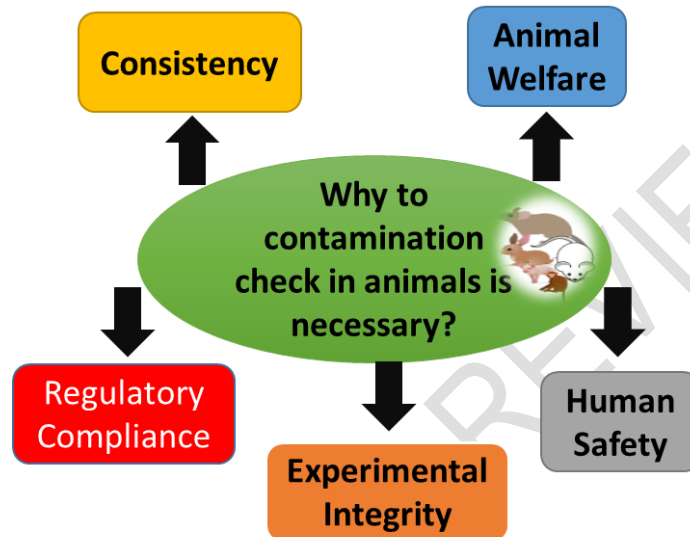 Consistency
Animal
Welfare
Why to
contamination
check in animals is
necessary?
Regulatory
Compliance
Experimental
Integrity
Human
Safety